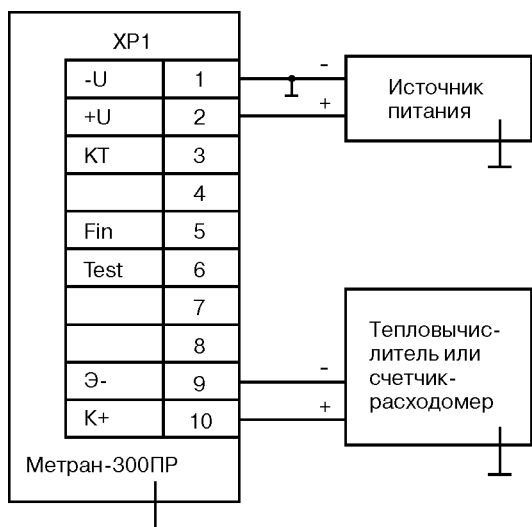 XP1
-U 1
+U 2
КТ 3
4
Fin 5
Test 6
7
8
Э- 9
К+ 10
Метран-300ПР
-
+
Источник
питания
-
+
Тепловычис-
литель или
счетчик-
расходомер